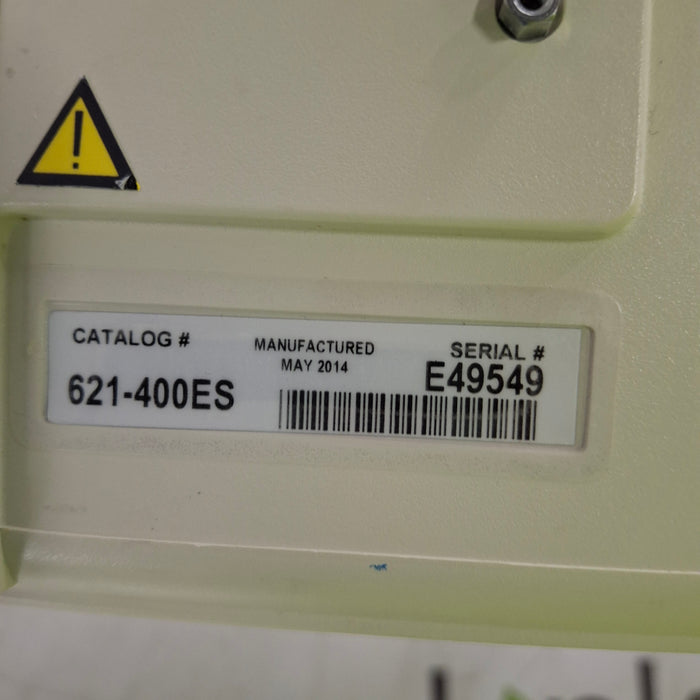 !
CATALOG #
621-400ES
MANUFACTURED
MAY 2014
SERIAL #
E49549